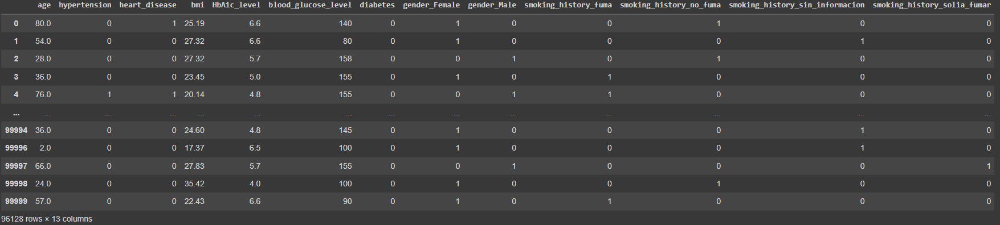 age hypertension heart_disease bmi HbA1c_level blood_glucose_level diabetes gender_Female gender_Male smoking_history_fuma smoking_history_no_fuma smoking_history_sin_informacion smoking_history_solia_fumar
0 80.0 0 1 25.19 6.6 140 0 1 0 0 1 0 0
1 54.0 0 0 27.32 6.6 80 0 1 0 0 0 1 0
2 28.0 0 0 27.32 5.7 158 0 0 1 0 1 0 0
3 36.0 0 0 23.45 5.0 155 0 1 0 1 0 0 0
4 76.0 1 1 20.14 4.8 155 0 0 1 1 0 0 0
... ... ... ... ... ... ... ... ... ... ... ... ... ...
99994 36.0 0 0 24.60 4.8 145 0 1 0 0 0 1 0
99996 2.0 0 0 17.37 6.5 100 0 1 0 0 0 1 0
99997 66.0 0 0 27.83 5.7 155 0 0 1 0 0 0 1
99998 24.0 0 0 35.42 4.0 100 0 1 0 0 1 0 0
99999 57.0 0 0 22.43 6.6 90 0 1 0 1 0 0 0
96128 rows × 13 columns